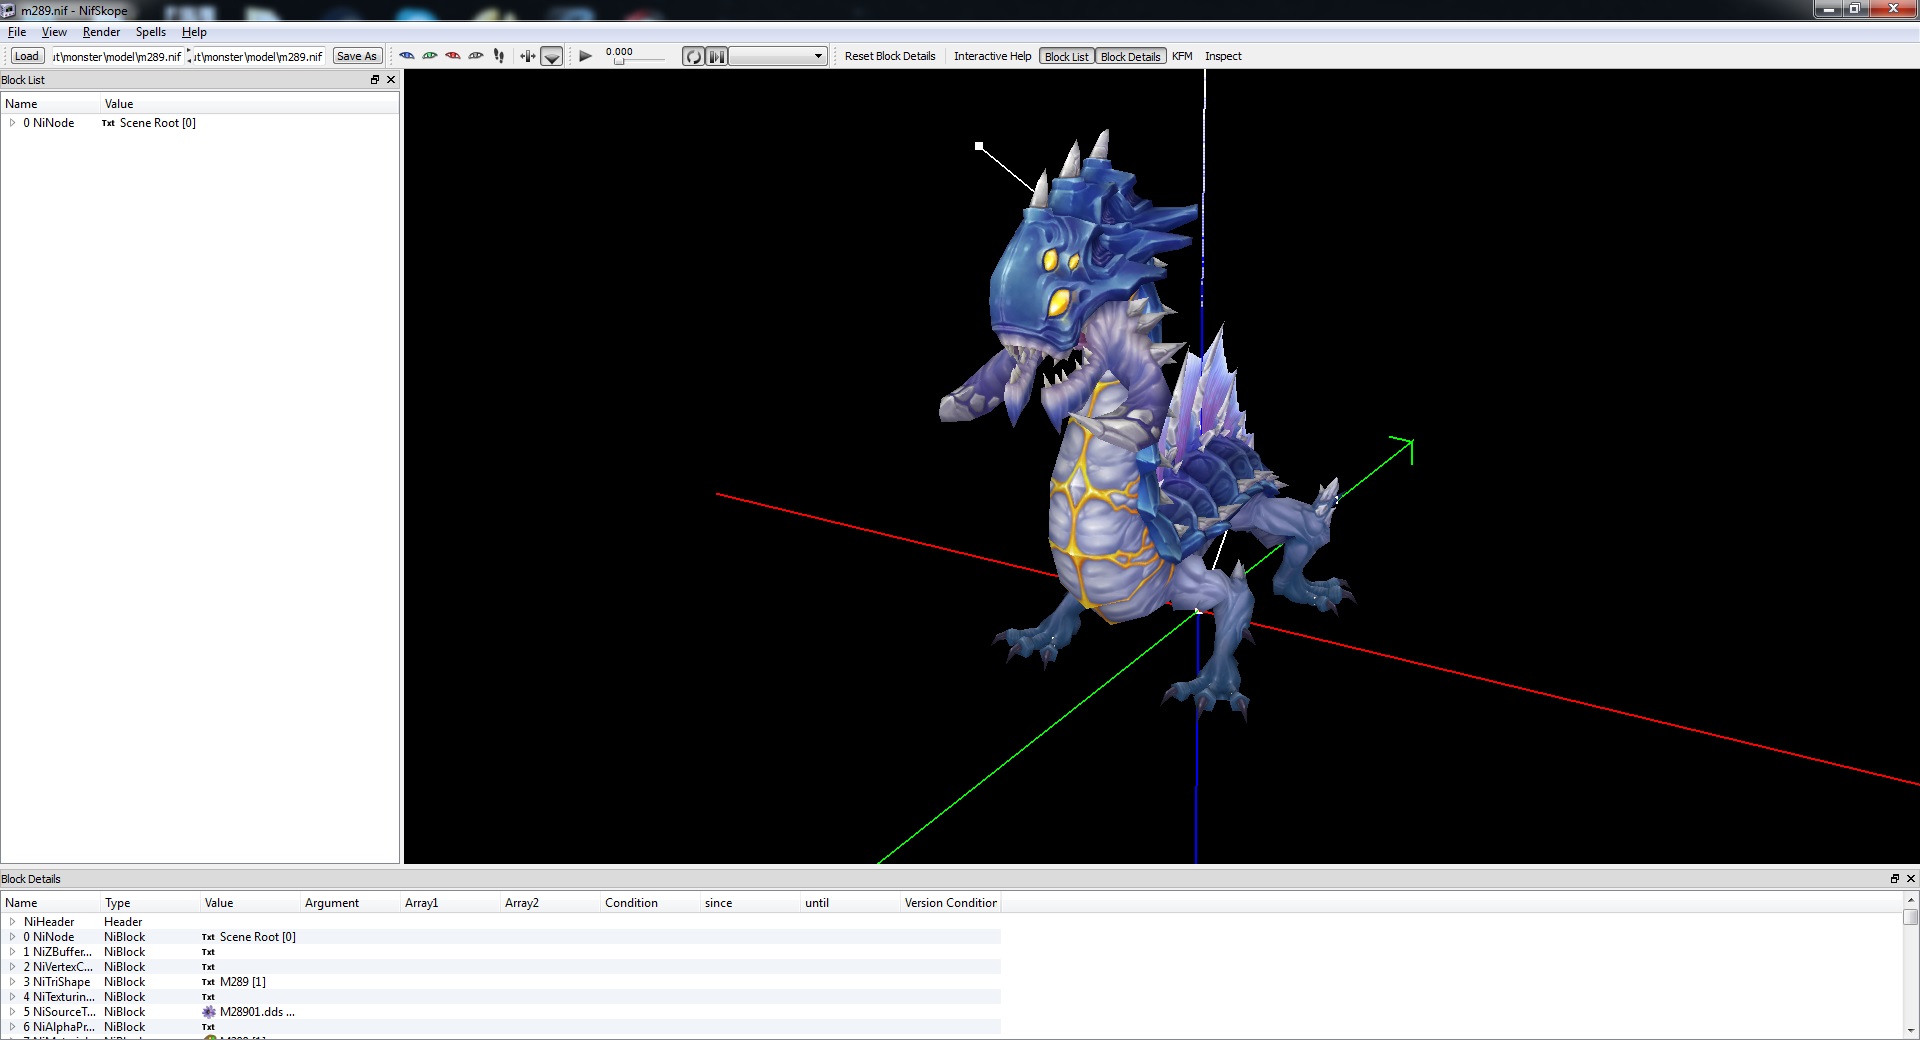 m289.nif - NifSkope
File View Render Spells Help
Load ut\monster\model\m289.nif ut\monster\model\m289.nif Save As 0.000 Reset Block Details Interactive Help Block List Block Details KFM Inspect
Block List
Name Value
0 NiNode Txt Scene Root [0]
Block Details
Name Type Value Argument Array1 Array2 Condition since until Version Condition
NiHeader Header
0 NiNode NiBlock Txt Scene Root [0]
1 NiZBuffer... NiBlock Txt
2 NiVertexC... NiBlock Txt
3 NiTriShape NiBlock Txt M289 [1]
4 NiTexturin... NiBlock Txt
5 NiSourceT... NiBlock M28901.dds ...
6 NiAlphaPr... NiBlock Txt